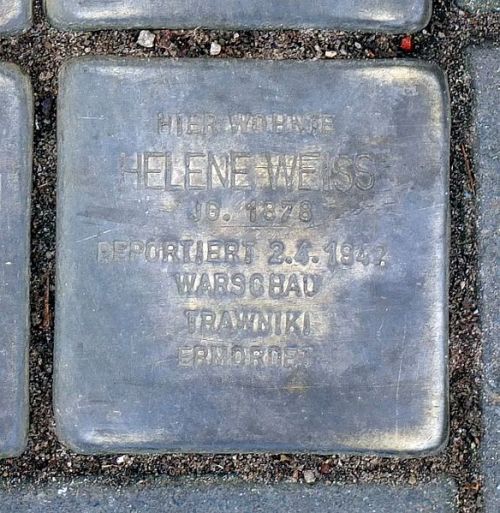 HIER WOHNTE
HELENE WEISS
JG. 1878
DEPORTIERT 2.4.1942
WARSCHAU
TRAWNIKI
ERMORDET